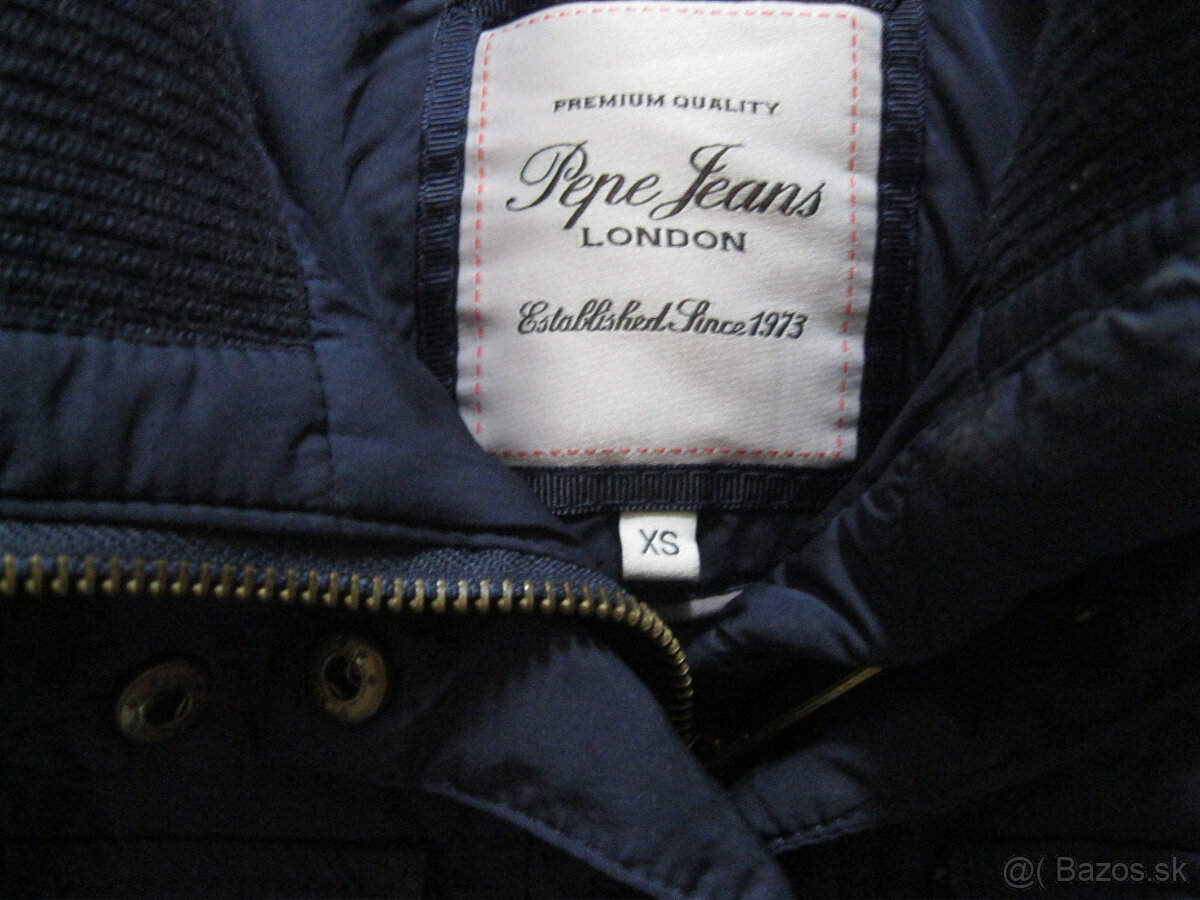 PREMIUM QUALITY
Pepe Jeans
LONDON
Established Since 1973
XS
@( Bazos.sk